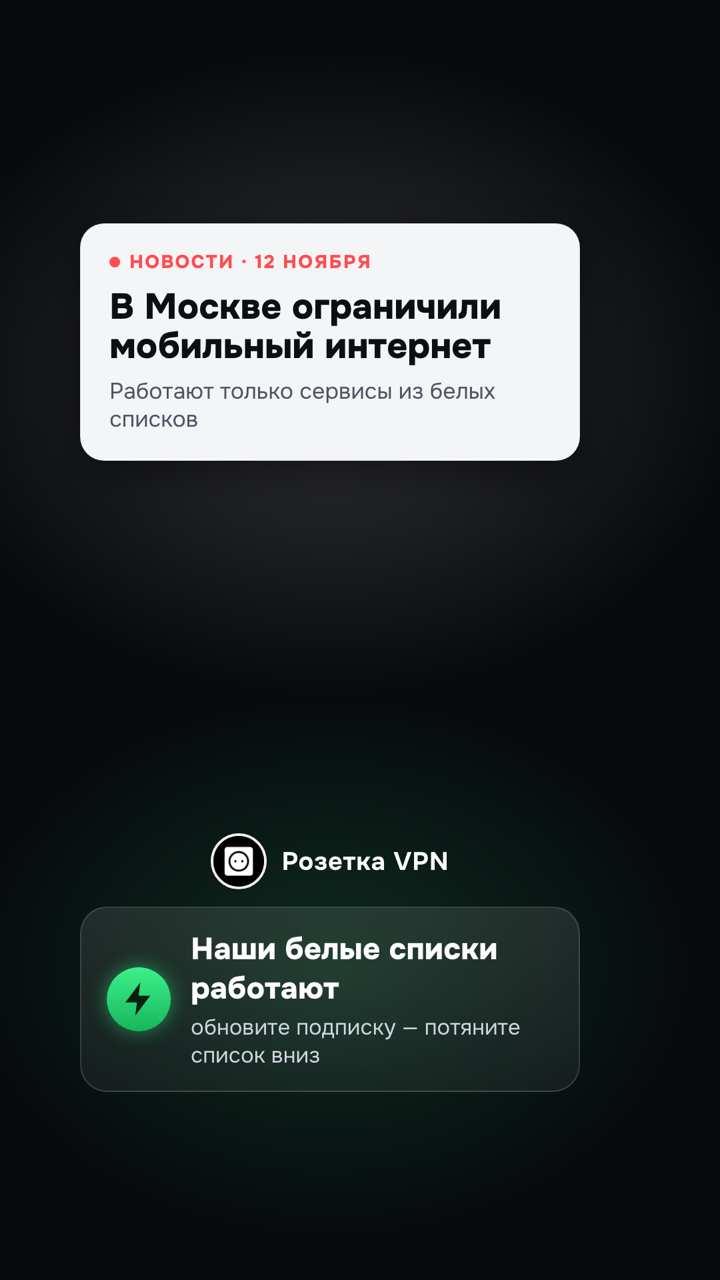 НОВОСТИ · 12 НОЯБРЯ
В Москве ограничили
мобильный интернет
Работают только сервисы из белых
списков
Розетка VPN
Наши белые списки
работают
обновите подписку — потяните
список вниз